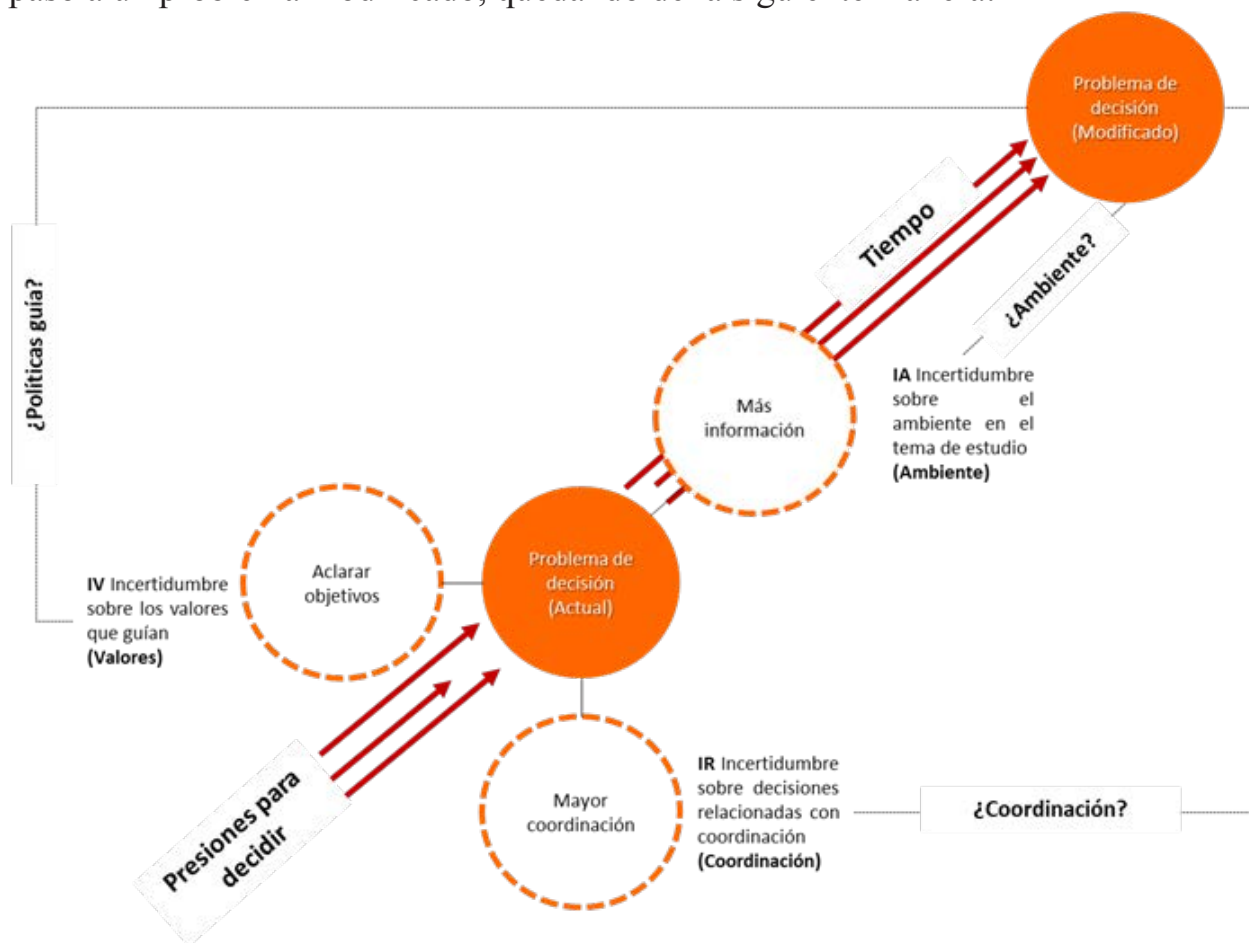 Problema de
decisión
(Modificado)
Tiempo
¿Ambiente?
¿Políticas guía?
IA Incertidumbre
sobre el
ambiente en el
tema de estudio
(Ambiente)
Más
información
Problema de
decisión
(Actual)
Aclarar
objetivos
IV Incertidumbre
sobre los valores
que guían
(Valores)
Presiones para
decidir
Mayor
coordinación
IR Incertidumbre
sobre decisiones
relacionadas con
coordinación
(Coordinación)
¿Coordinación?